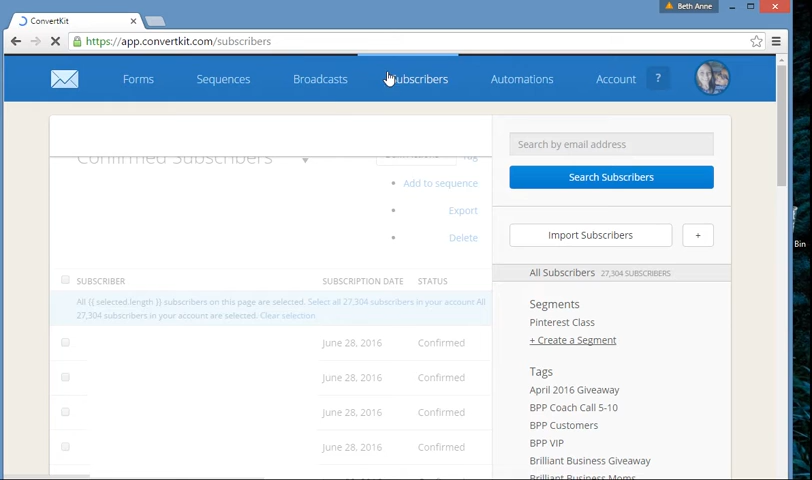 ConvertKit
Beth Anne
https://app.convertkit.com/subscribers
Forms Sequences Broadcasts Subscribers Automations Account ?
Confirmed Subscribers
Tag
Add to sequence
Export
Delete
Search by email address
Search Subscribers
Import Subscribers +
SUBSCRIBER SUBSCRIPTION DATE STATUS
All {{ selected.length }} subscribers on this page are selected. Select all 27,304 subscribers in your account All
27,304 subscribers in your account are selected. Clear selection.
June 28, 2016 Confirmed
June 28, 2016 Confirmed
June 28, 2016 Confirmed
June 28, 2016 Confirmed
All Subscribers 27,304 SUBSCRIBERS
Segments
Pinterest Class
+ Create a Segment
Tags
April 2016 Giveaway
BPP Coach Call 5-10
BPP Customers
BPP VIP
Brilliant Business Giveaway
Brilliant Business Moms
Bin